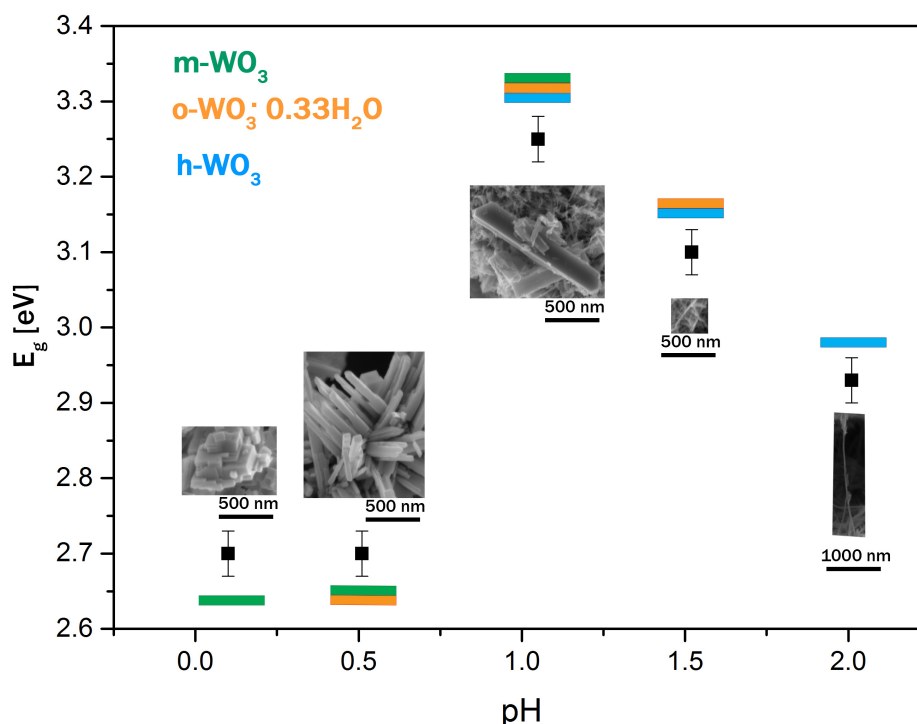 3.4
3.3
3.2
3.1
3.0
2.9
2.8
2.7
2.6
E_g [eV]
m-WO₃
o-WO₃· 0.33H₂O
h-WO₃
500 nm
500 nm
500 nm
500 nm
1000 nm
0.0 0.5 1.0 1.5 2.0
pH